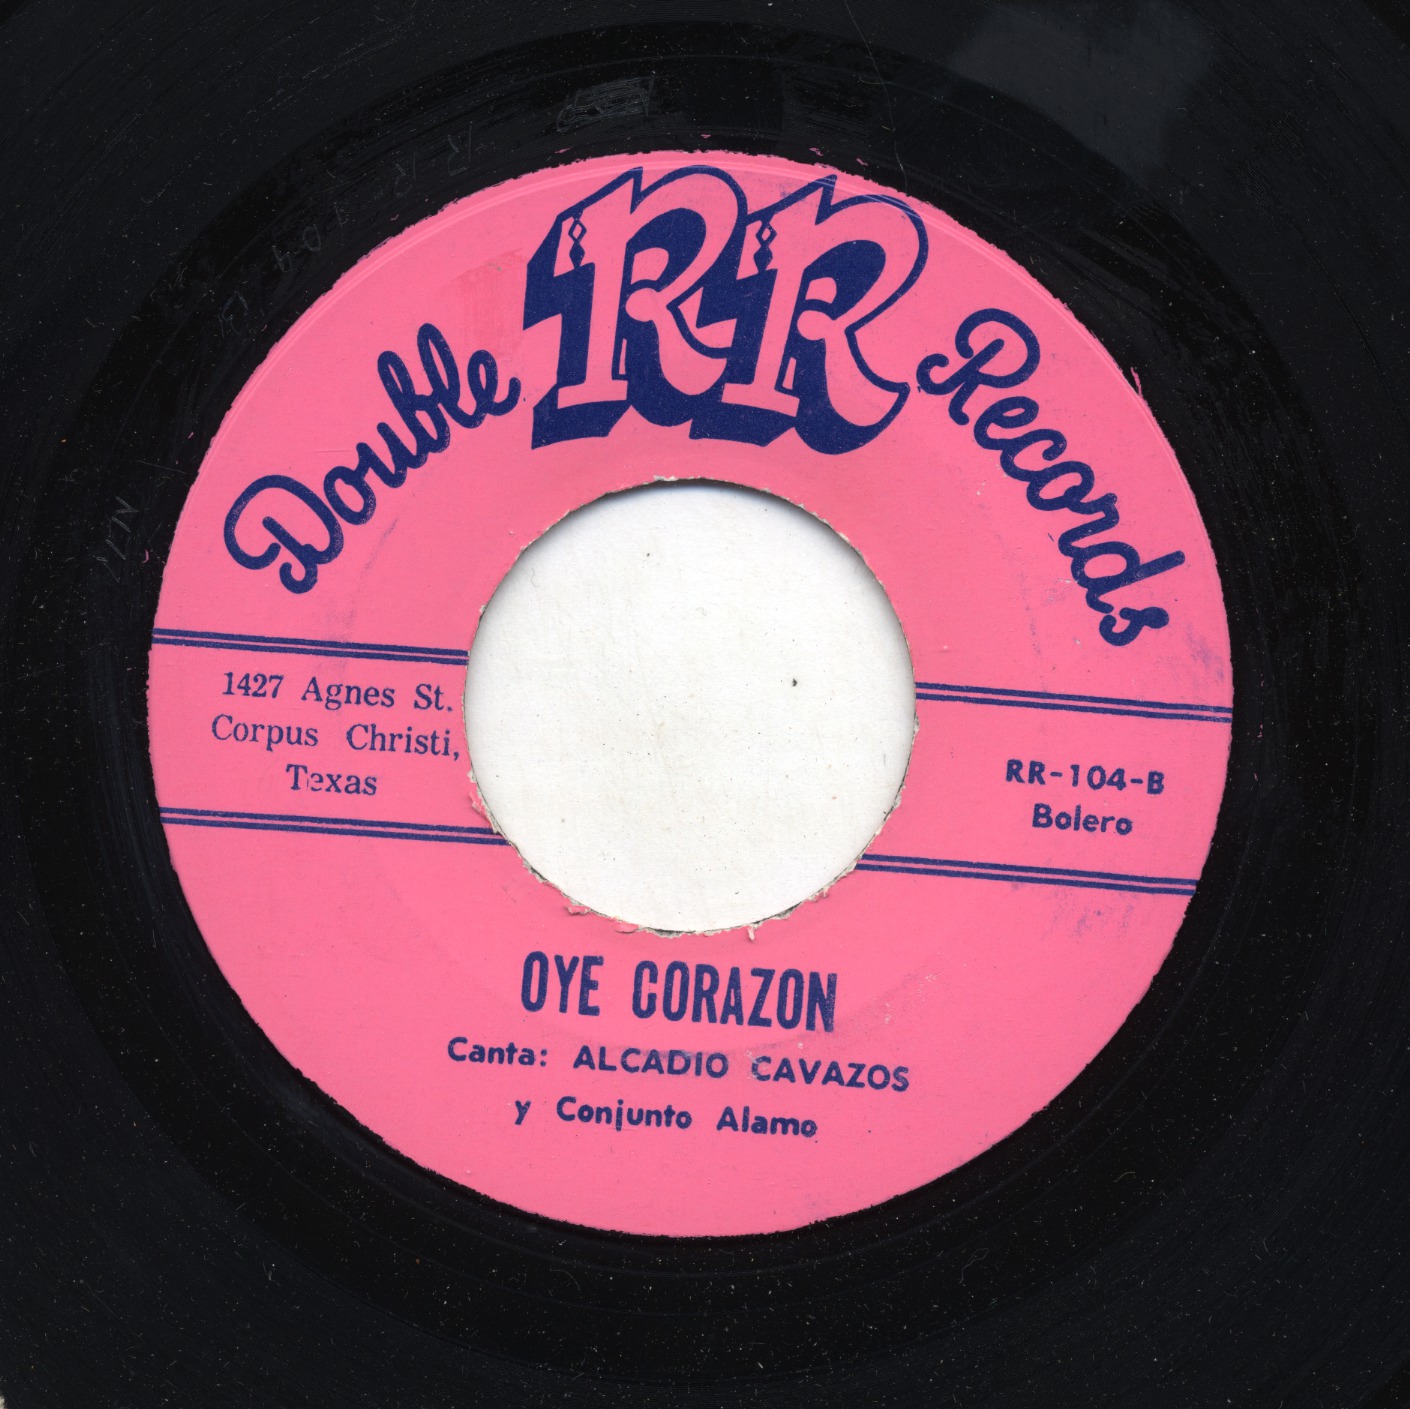 Double RR Records
1427 Agnes St.
Corpus Christi,
Texas
RR-104-B
Bolero
OYE CORAZON
Canta: ALCADIO CAVAZOS
y Conjunto Alamo